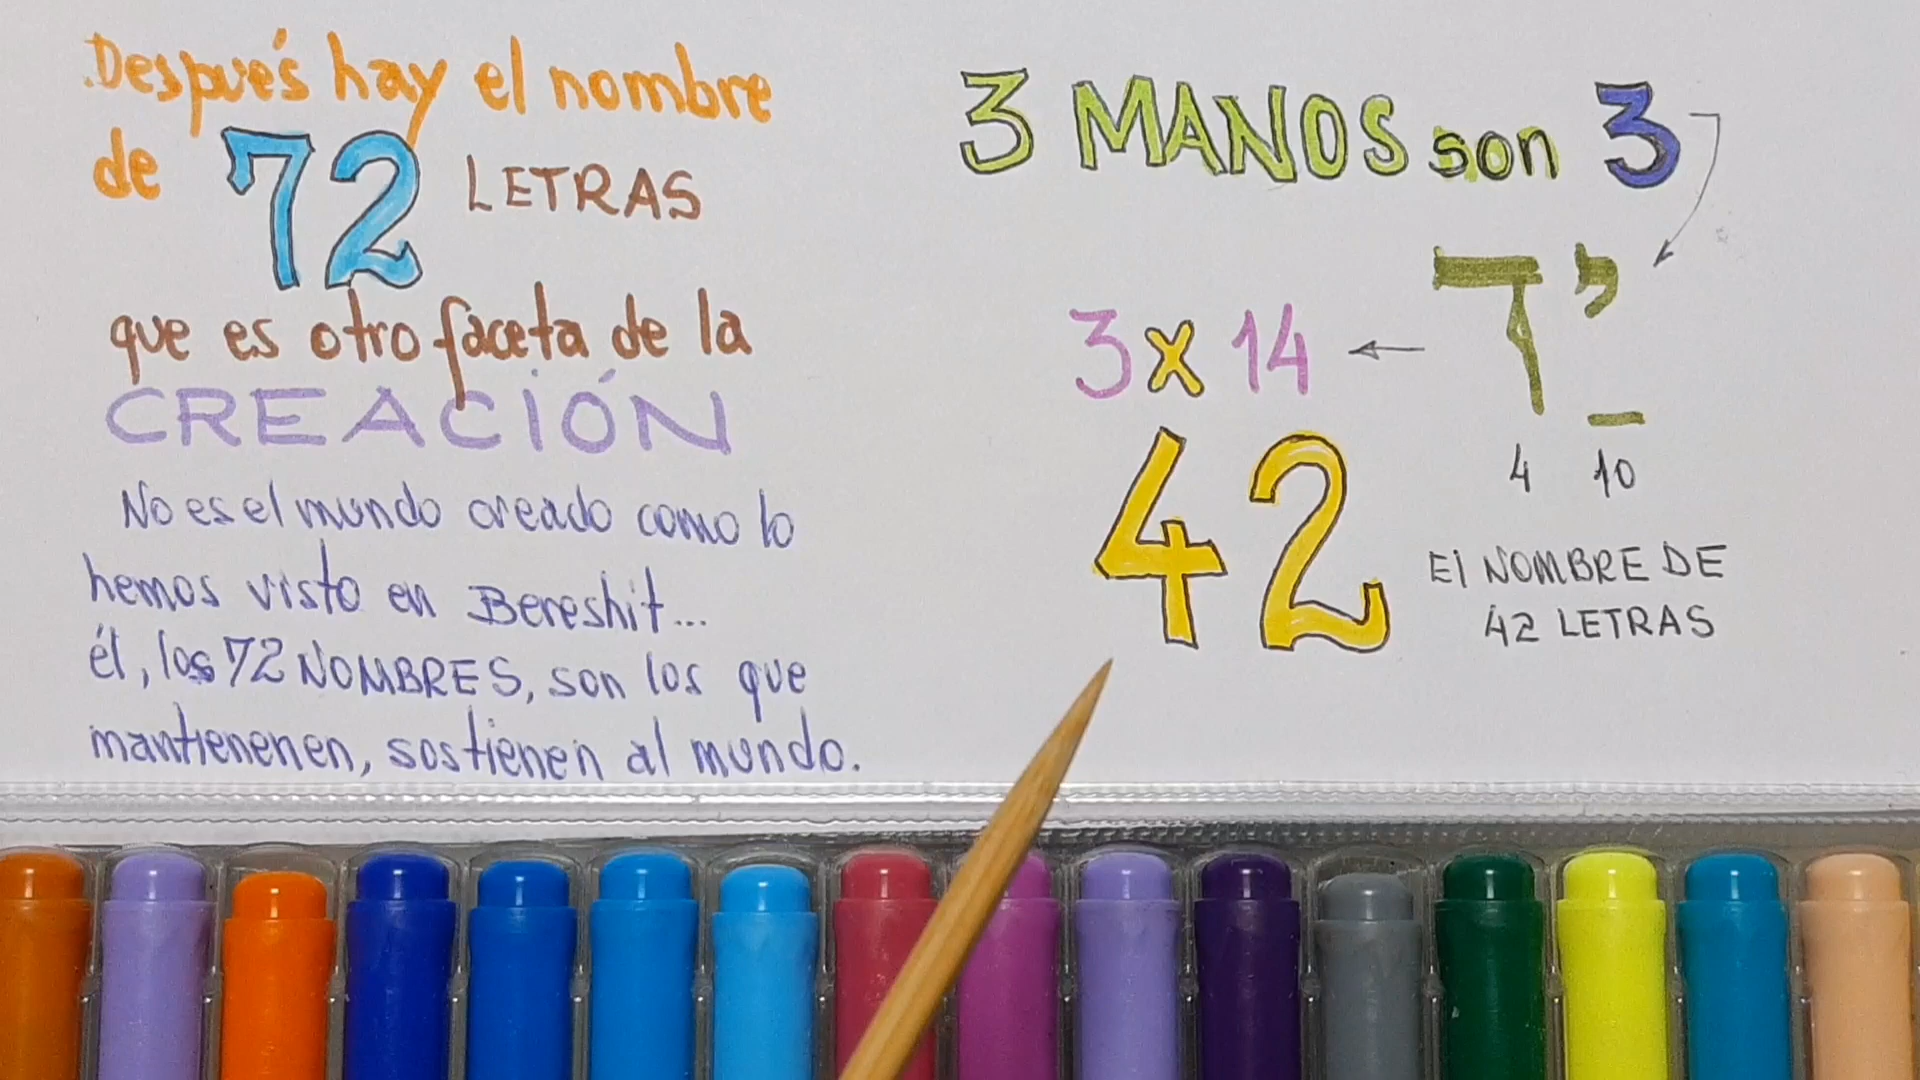 Después hay el nombre
de 72 LETRAS
que es otro faceta de la
CREACIÓN
No es el mundo creado como lo
hemos visto en Bereshit...
él, los 72 NOMBRES, son los que
mantienenen, sostienen al mundo.
3 MANOS son 3
יד
3x14
4 10
42
El NOMBRE DE
42 LETRAS